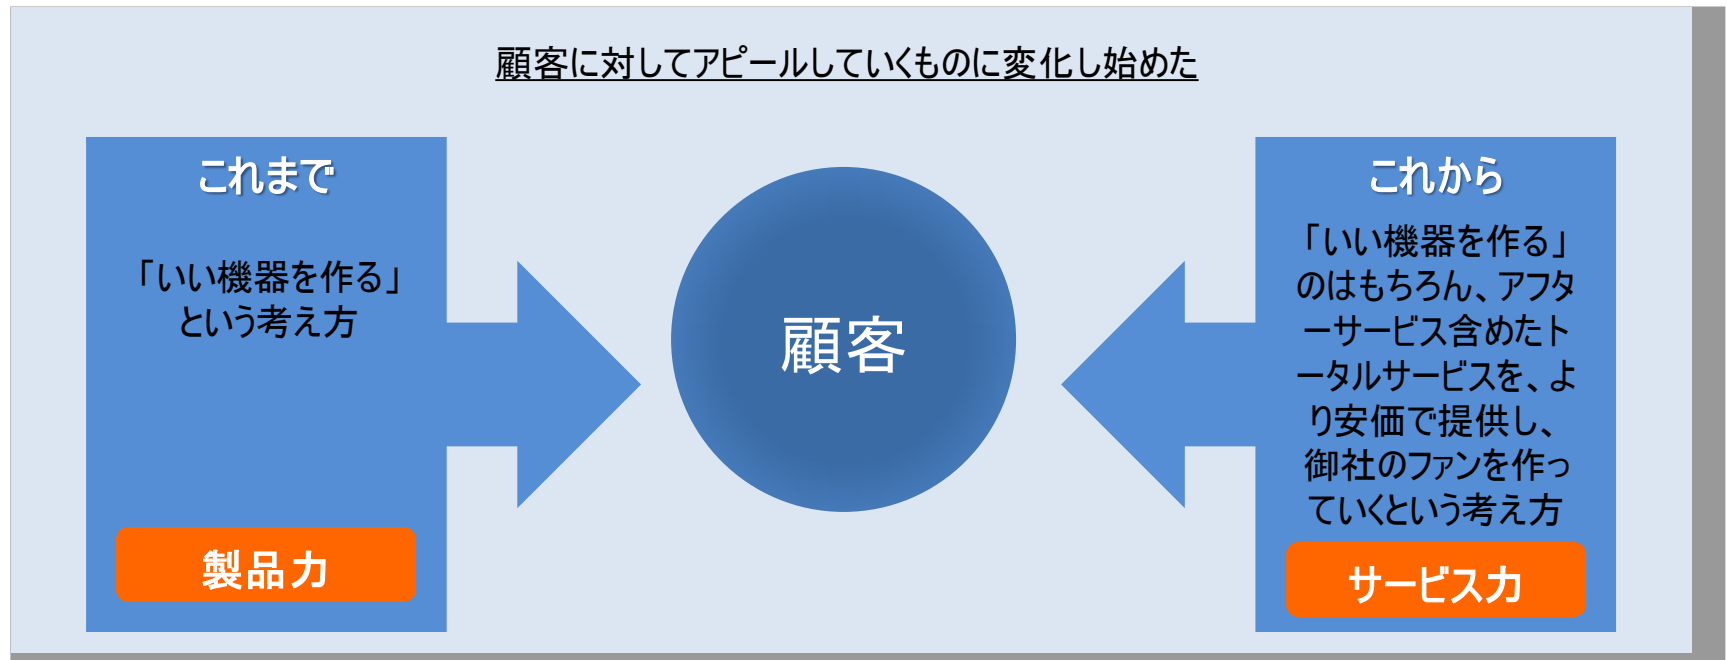 顧客に対してアピールしていくものに変化し始めた
これまで
「いい機器を作る」
という考え方
製品力
顧客
これから
「いい機器を作る」
のはもちろん、アフタ
ーサービス含めたト
ータルサービスを、よ
り安価で提供し、
御社のファンを作っ
ていくという考え方
サービス力